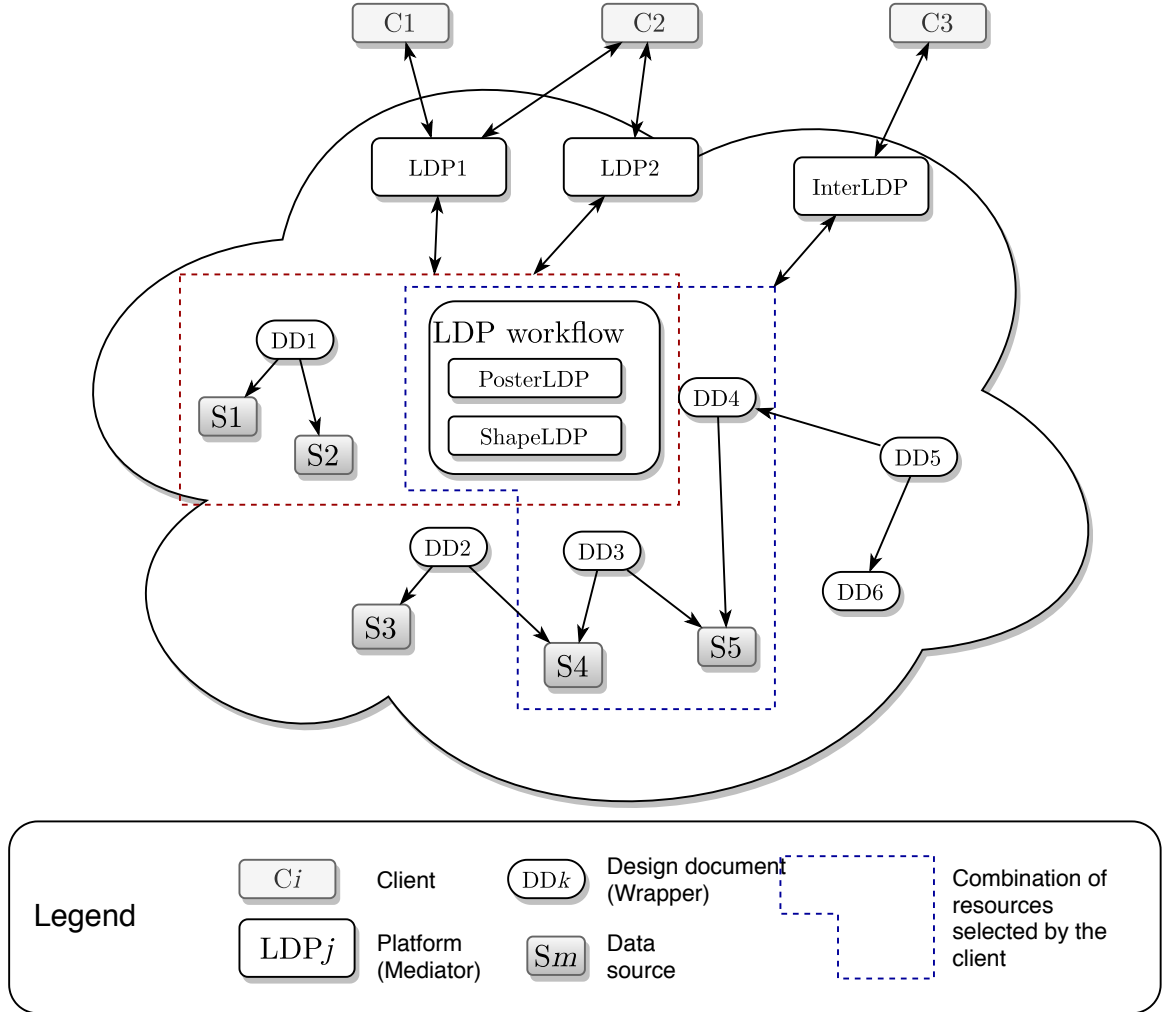 C1
C2
C3
LDP1
LDP2
InterLDP
LDP workflow
DD1
PosterLDP
DD4
S1
ShapeLDP
S2
DD5
DD2
DD3
DD6
S3
S5
S4
Legend
Ci
Client
LDPj
Platform
(Mediator)
DDk
Design document
(Wrapper)
Sm
Data
source
Combination of
resources
selected by the
client